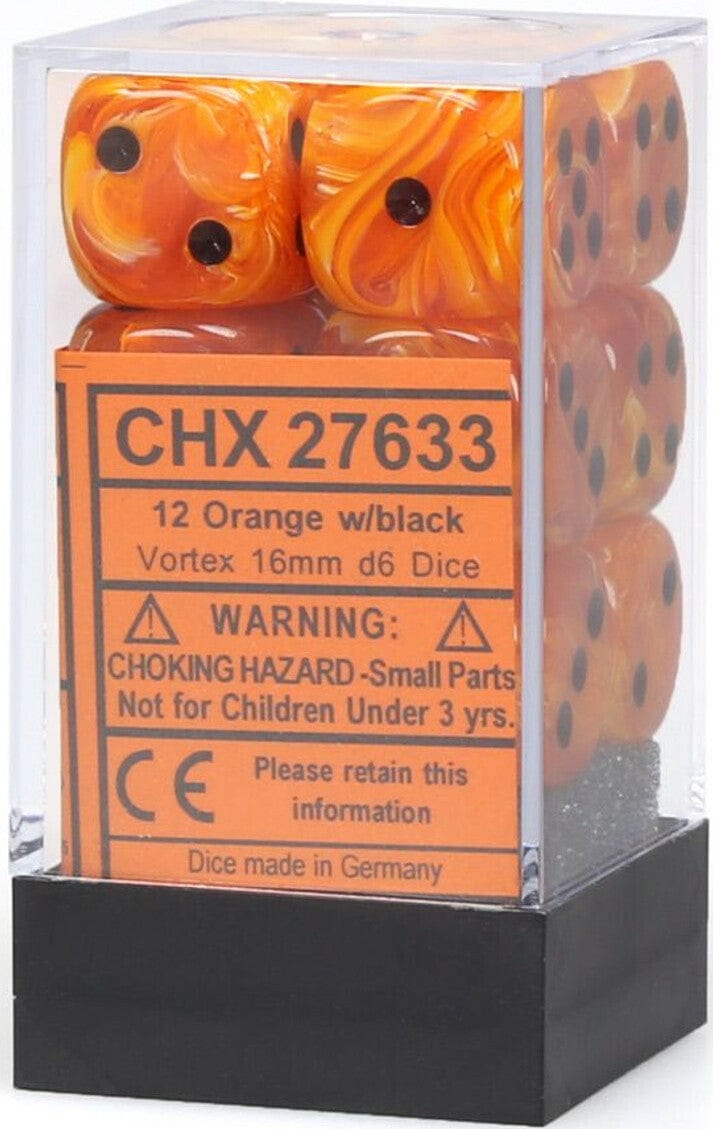 CHX 27633
12 Orange w/black
Vortex 16mm d6 Dice
WARNING:
CHOKING HAZARD -Small Parts
Not for Children Under 3 yrs.
CE Please retain this
information
Dice made in Germany